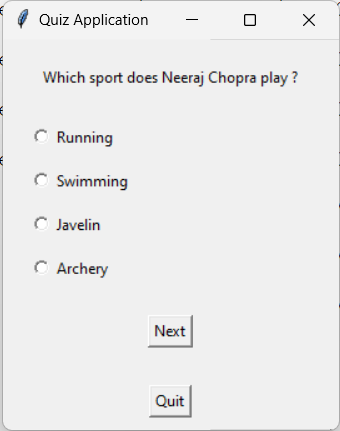 Quiz Application
Which sport does Neeraj Chopra play ?
Running
Swimming
Javelin
Archery
Next
Quit